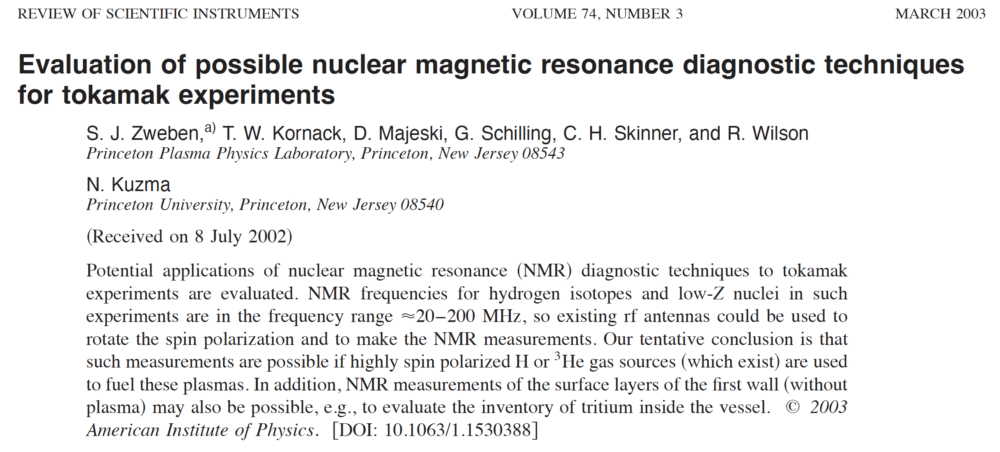 REVIEW OF SCIENTIFIC INSTRUMENTS VOLUME 74, NUMBER 3 MARCH 2003
Evaluation of possible nuclear magnetic resonance diagnostic techniques
for tokamak experiments
S. J. Zweben,a) T. W. Kornack, D. Majeski, G. Schilling, C. H. Skinner, and R. Wilson
Princeton Plasma Physics Laboratory, Princeton, New Jersey 08543
N. Kuzma
Princeton University, Princeton, New Jersey 08540
(Received on 8 July 2002)
Potential applications of nuclear magnetic resonance (NMR) diagnostic techniques to tokamak
experiments are evaluated. NMR frequencies for hydrogen isotopes and low-Z nuclei in such
experiments are in the frequency range ≈20–200 MHz, so existing rf antennas could be used to
rotate the spin polarization and to make the NMR measurements. Our tentative conclusion is that
such measurements are possible if highly spin polarized H or ³He gas sources (which exist) are used
to fuel these plasmas. In addition, NMR measurements of the surface layers of the first wall (without
plasma) may also be possible, e.g., to evaluate the inventory of tritium inside the vessel. © 2003
American Institute of Physics. [DOI: 10.1063/1.1530388]